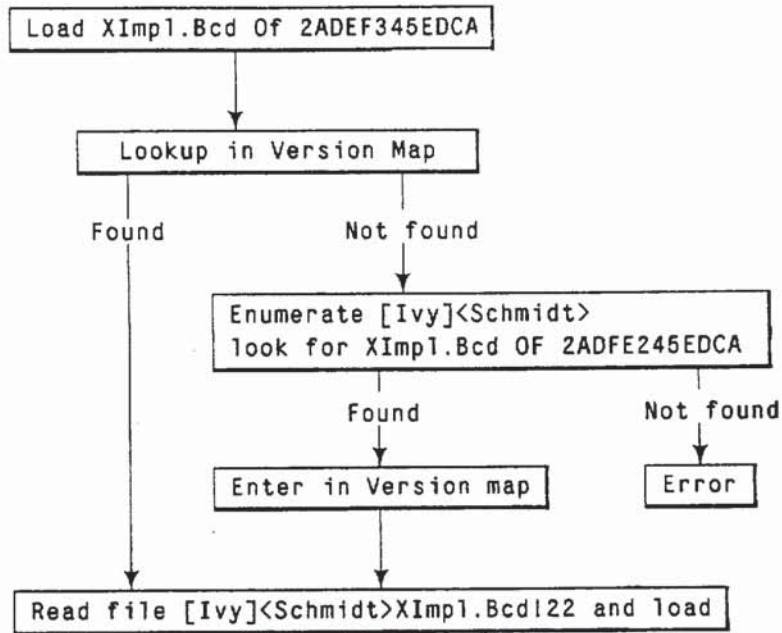 Load XImpl.Bcd Of 2ADEF345EDCA
Lookup in Version Map
Found
Not found
Enumerate [Ivy]<Schmidt>
look for XImpl.Bcd OF 2ADFE245EDCA
Found
Not found
Enter in Version map
Error
Read file [Ivy]<Schmidt>XImpl.Bcd!22 and load